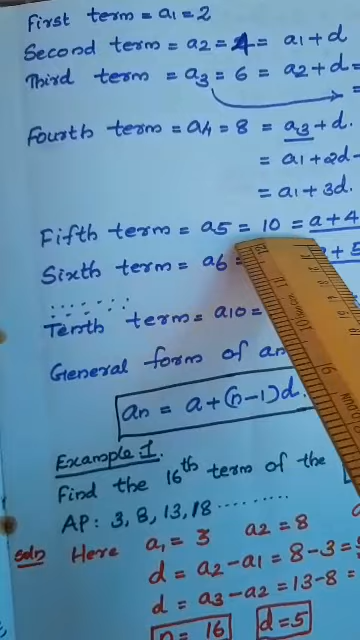 First term = a1 = 2
Second term = a2 = 4 = a1 + d
Third term = a3 = 6 = a2 + d =
=
Fourth term = a4 = 8 = a3 + d.
= a1 + 2d
= a1 + 3d.
Fifth term = a5 = 10 = a + 4
Sixth term = a6 = + 5
Tenth term = a10 =
General form of an
an = a + (n-1) d.
Example:1.
Find the 16th term of the
AP: 3, 8, 13, 18 ........
Soln Here a1 = 3 a2 = 8
d = a2 - a1 = 8 - 3 =
d = a3 - a2 = 13 - 8 =
n = 16 d = 5